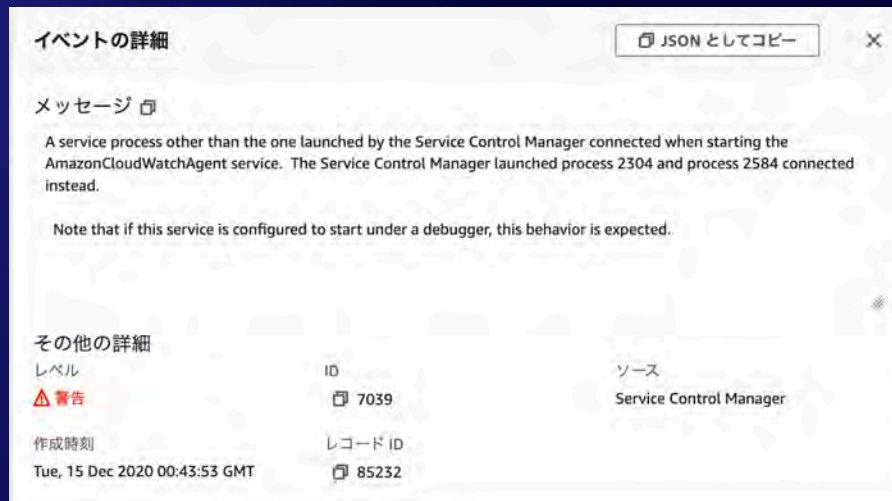 イベントの詳細
JSON としてコピー
メッセージ
A service process other than the one launched by the Service Control Manager connected when starting the
AmazonCloudWatchAgent service. The Service Control Manager launched process 2304 and process 2584 connected
instead.
Note that if this service is configured to start under a debugger, this behavior is expected.
その他の詳細
レベル ID ソース
警告 7039 Service Control Manager
作成時刻 レコード ID
Tue, 15 Dec 2020 00:43:53 GMT 85232